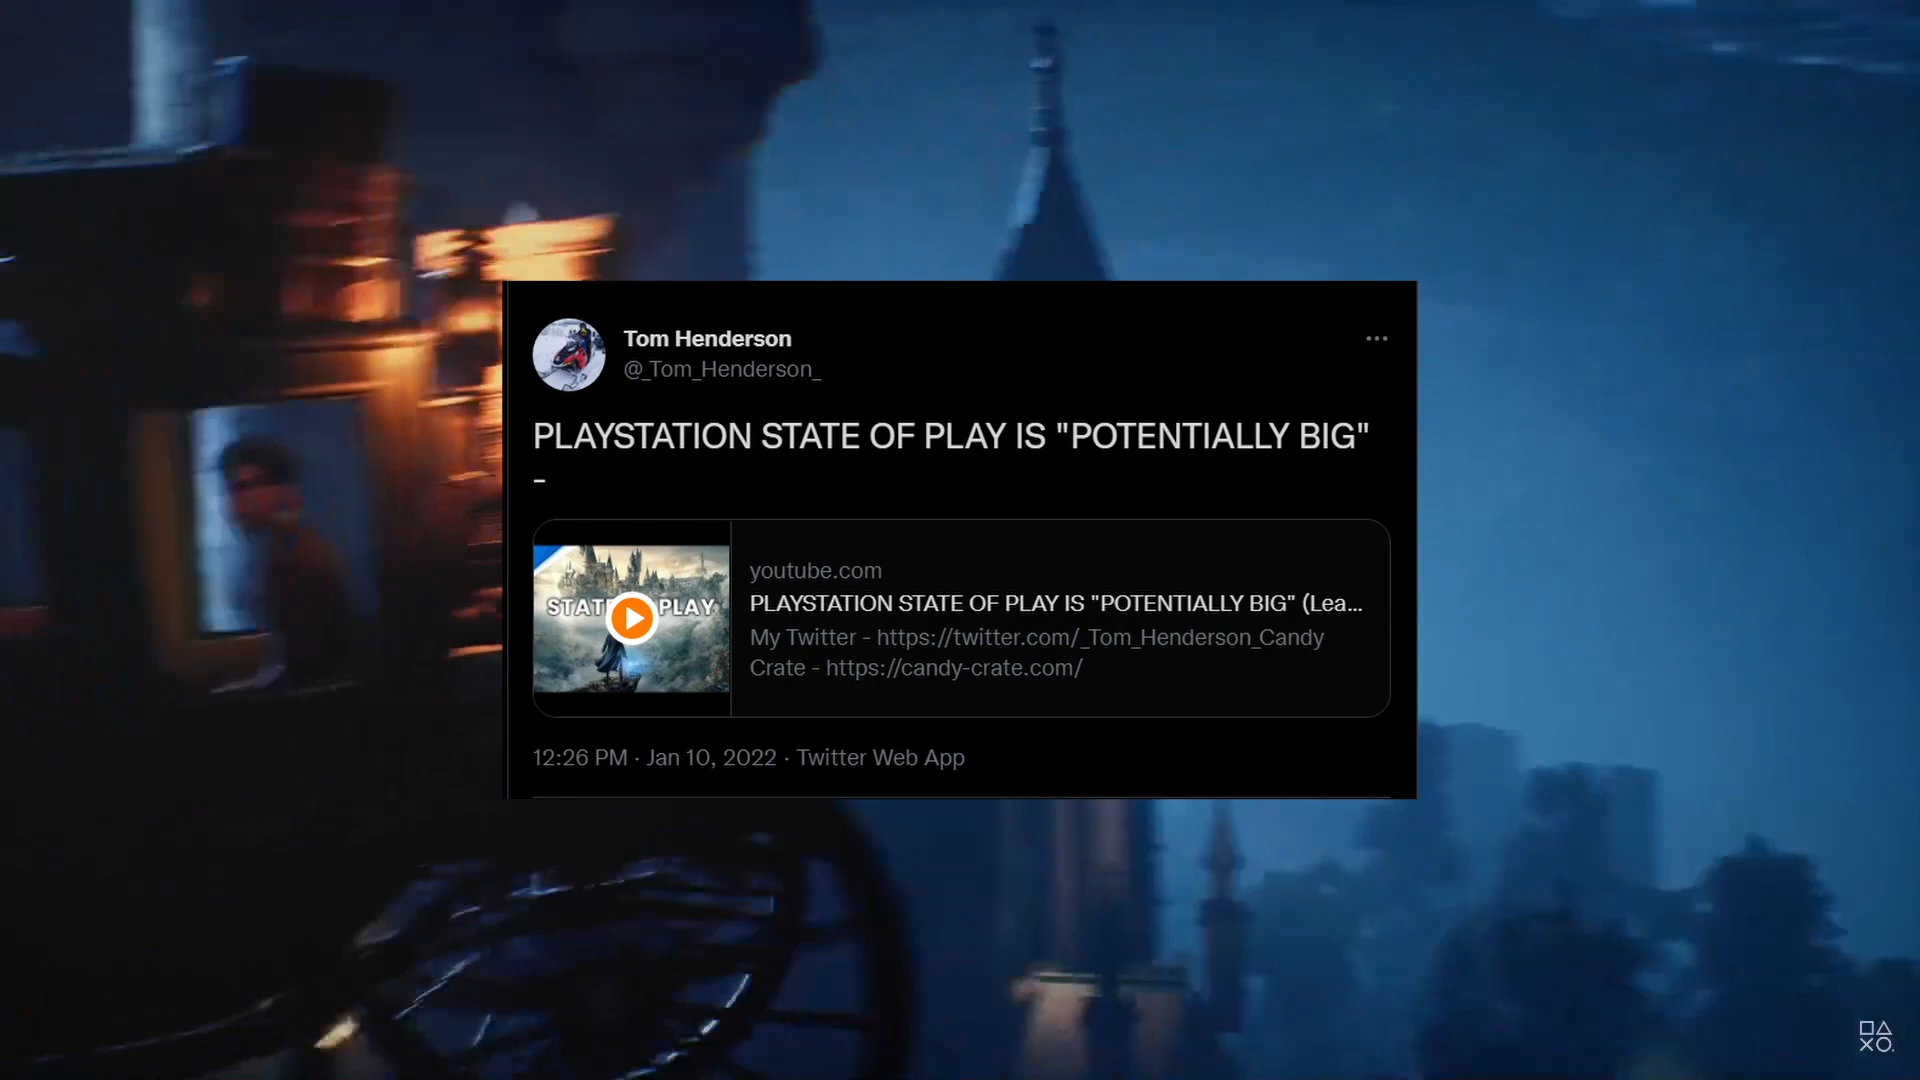 Tom Henderson
@_Tom_Henderson_
PLAYSTATION STATE OF PLAY IS "POTENTIALLY BIG"
-
STATE OF PLAY
youtube.com
PLAYSTATION STATE OF PLAY IS "POTENTIALLY BIG" (Lea...
My Twitter - https://twitter.com/_Tom_Henderson_Candy
Crate - https://candy-crate.com/
12:26 PM · Jan 10, 2022 · Twitter Web App